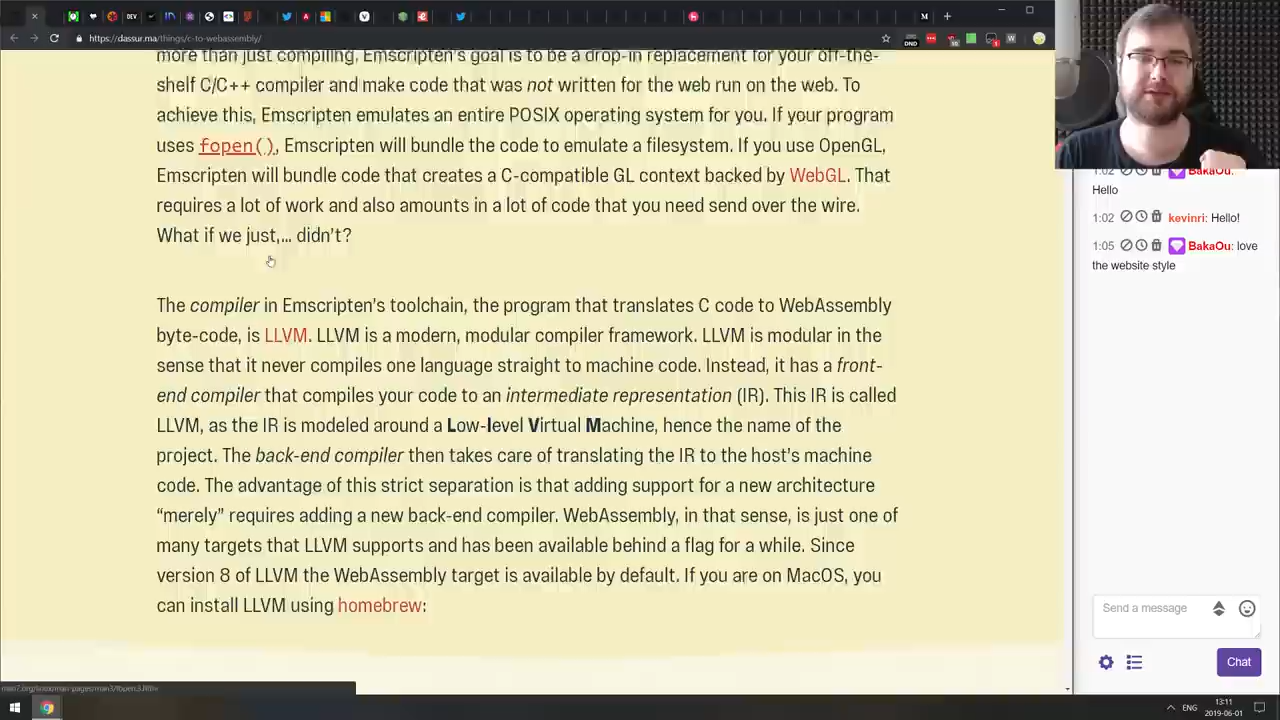 DEV
https://dassur.ma/things/c-to-webassembly/
DND
more than just compiling, Emscripten's goal is to be a drop-in replacement for your off-the-
shelf C/C++ compiler and make code that was not written for the web run on the web. To
achieve this, Emscripten emulates an entire POSIX operating system for you. If your program
uses fopen(), Emscripten will bundle the code to emulate a filesystem. If you use OpenGL,
Emscripten will bundle code that creates a C-compatible GL context backed by WebGL. That
requires a lot of work and also amounts in a lot of code that you need send over the wire.
What if we just,… didn't?
The compiler in Emscripten's toolchain, the program that translates C code to WebAssembly
byte-code, is LLVM. LLVM is a modern, modular compiler framework. LLVM is modular in the
sense that it never compiles one language straight to machine code. Instead, it has a front-
end compiler that compiles your code to an intermediate representation (IR). This IR is called
LLVM, as the IR is modeled around a Low-level Virtual Machine, hence the name of the
project. The back-end compiler then takes care of translating the IR to the host's machine
code. The advantage of this strict separation is that adding support for a new architecture
“merely” requires adding a new back-end compiler. WebAssembly, in that sense, is just one of
many targets that LLVM supports and has been available behind a flag for a while. Since
version 8 of LLVM the WebAssembly target is available by default. If you are on MacOS, you
can install LLVM using homebrew:
1:02 BakaOu:
Hello
1:02 kevinri: Hello!
1:05 BakaOu: love
the website style
Send a message
Chat
ENG
13:11
2019-06-01